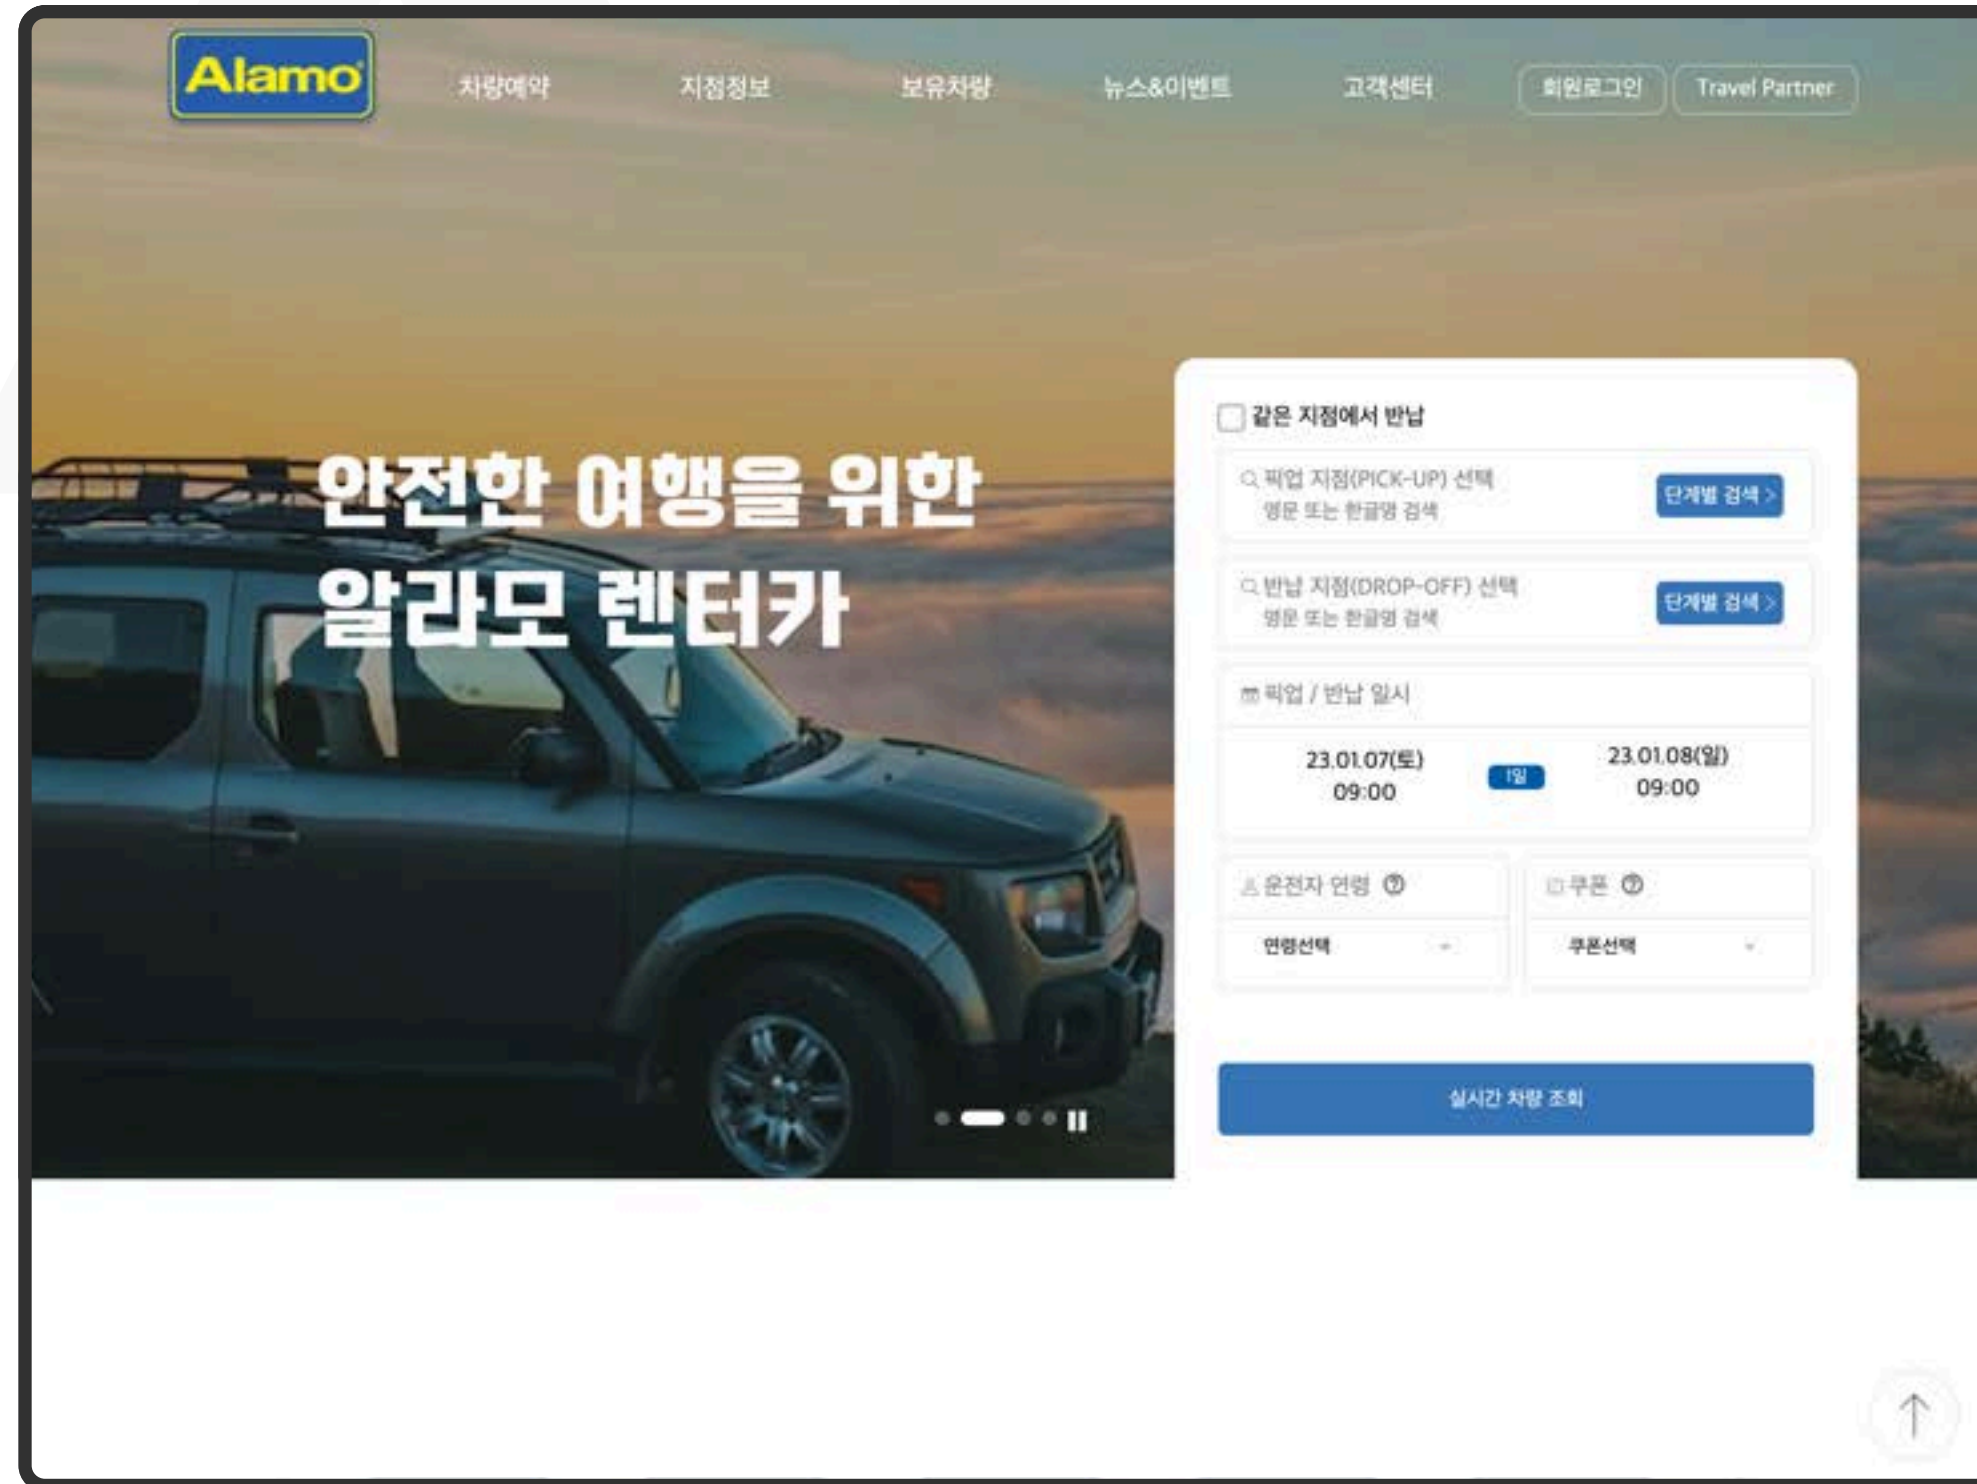 Alamo
차량예약 지점정보 보유차량 뉴스&이벤트 고객센터 회원로그인 Travel Partner
안전한 여행을 위한
알라모 렌터카
같은 지점에서 반납
픽업 지점(PICK-UP) 선택
영문 또는 한글명 검색
단계별 검색 >
반납 지점(DROP-OFF) 선택
영문 또는 한글명 검색
단계별 검색 >
픽업 / 반납 일시
23.01.07(토)
09:00
1일
23.01.08(일)
09:00
운전자 연령 ?
연령선택
쿠폰 ?
쿠폰선택
실시간 차량 조회